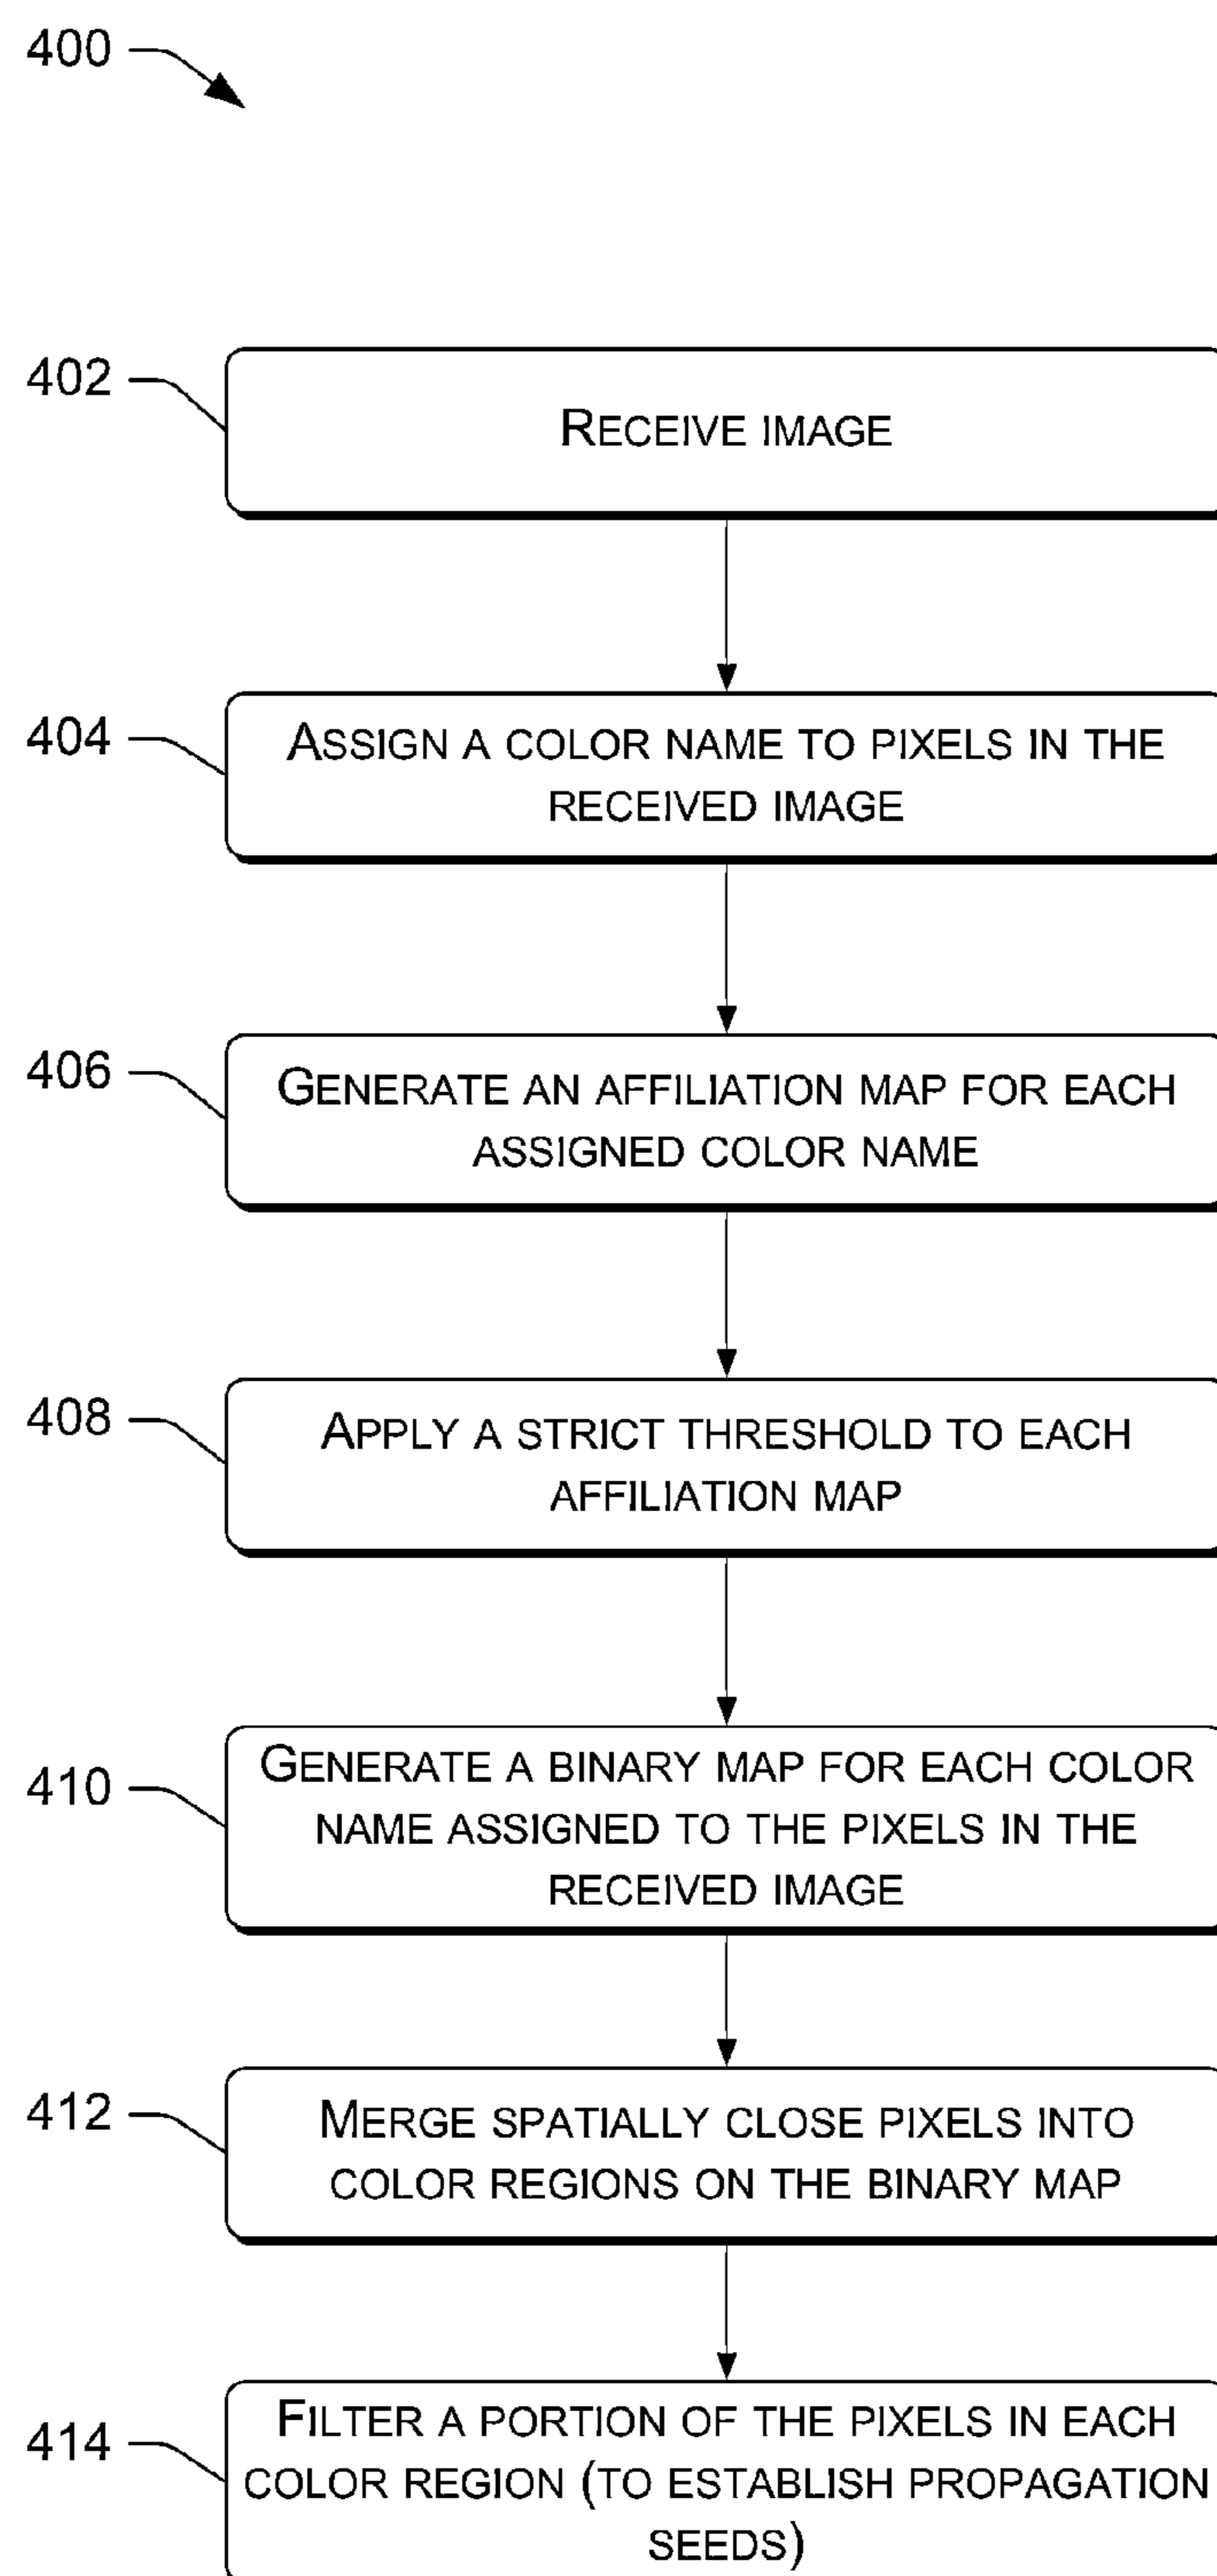 400
402
RECEIVE IMAGE
404
ASSIGN A COLOR NAME TO PIXELS IN THE
RECEIVED IMAGE
406
GENERATE AN AFFILIATION MAP FOR EACH
ASSIGNED COLOR NAME
408
APPLY A STRICT THRESHOLD TO EACH
AFFILIATION MAP
410
GENERATE A BINARY MAP FOR EACH COLOR
NAME ASSIGNED TO THE PIXELS IN THE
RECEIVED IMAGE
412
MERGE SPATIALLY CLOSE PIXELS INTO
COLOR REGIONS ON THE BINARY MAP
414
FILTER A PORTION OF THE PIXELS IN EACH
COLOR REGION (TO ESTABLISH PROPAGATION
SEEDS)